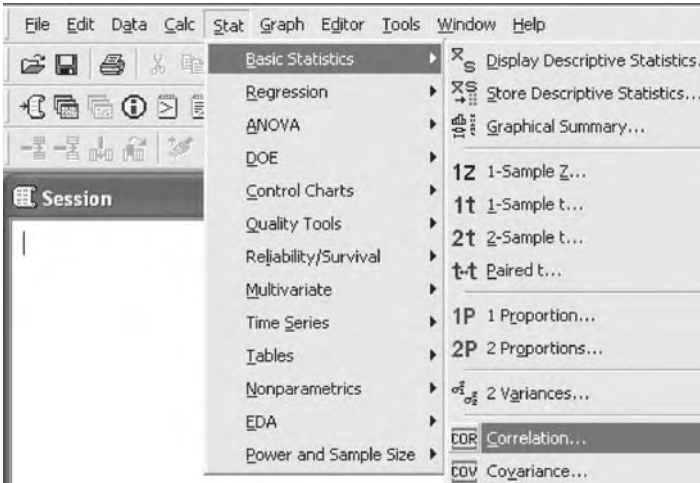 File Edit Data Calc Stat Graph Editor Tools Window Help
Session
Basic Statistics
Regression
ANOVA
DOE
Control Charts
Quality Tools
Reliability/Survival
Multivariate
Time Series
Tables
Nonparametrics
EDA
Power and Sample Size
Display Descriptive Statistics...
Store Descriptive Statistics...
Graphical Summary...
1Z 1-Sample Z...
1t 1-Sample t...
2t 2-Sample t...
t-t Paired t...
1P 1 Proportion...
2P 2 Proportions...
2 Variances...
COR Correlation...
COV Covariance...